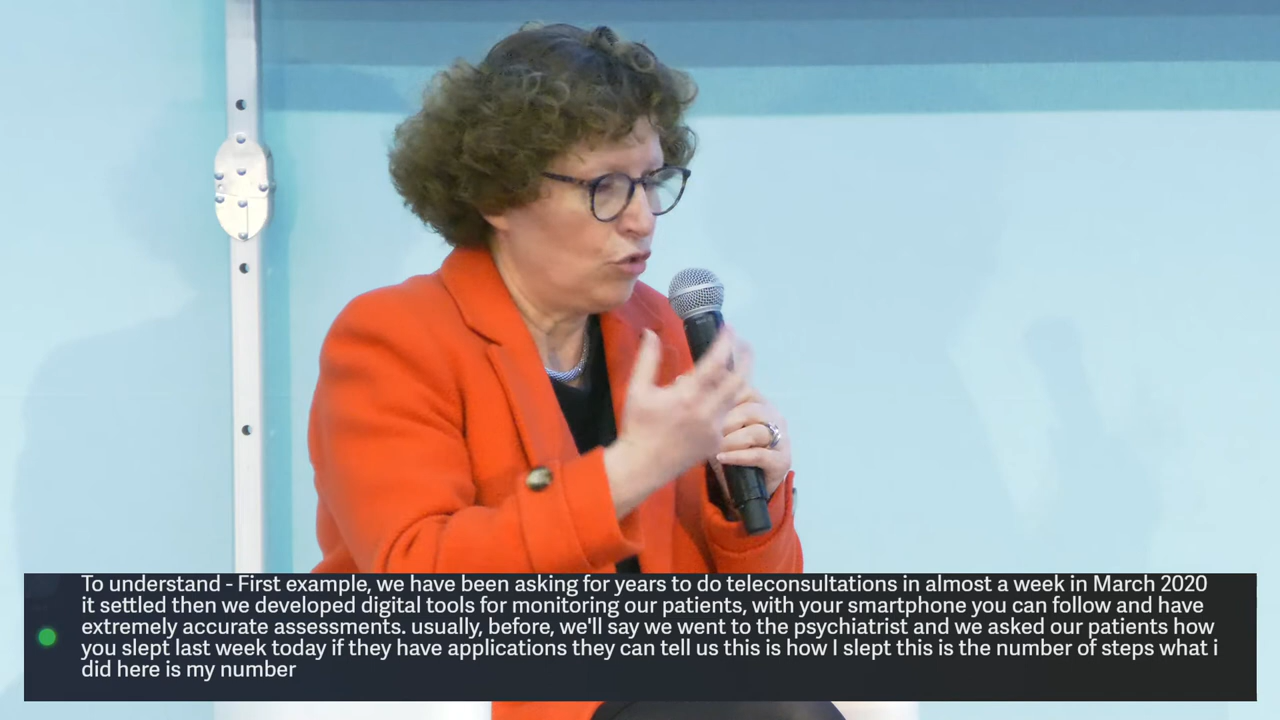 To understand - First example, we have been asking for years to do teleconsultations in almost a week in March 2020
it settled then we developed digital tools for monitoring our patients, with your smartphone you can follow and have
extremely accurate assessments. usually, before, we'll say we went to the psychiatrist and we asked our patients how
you slept last week today if they have applications they can tell us this is how I slept this is the number of steps what i
did here is my number